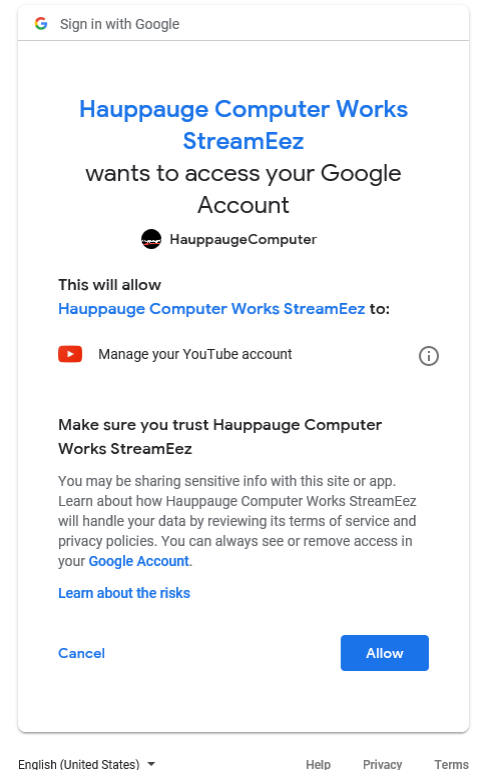 Sign in with Google
Hauppauge Computer Works
StreamEez
wants to access your Google
Account
HauppaugeComputer
This will allow
Hauppauge Computer Works StreamEez to:
Manage your YouTube account
Make sure you trust Hauppauge Computer
Works StreamEez
You may be sharing sensitive info with this site or app.
Learn about how Hauppauge Computer Works StreamEez
will handle your data by reviewing its terms of service and
privacy policies. You can always see or remove access in
your Google Account.
Learn about the risks
Cancel Allow
English (United States) Help Privacy Terms